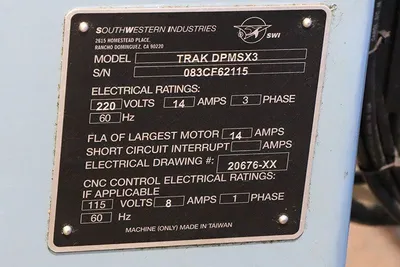 SOUTHWESTERN INDUSTRIES
2615 HOMESTEAD PLACE,
RANCHO DOMINGUEZ, CA 90220
SWI
MODEL TRAK DPMSX3
S/N 083CF62115
ELECTRICAL RATINGS:
220 VOLTS 14 AMPS 3 PHASE
60 Hz
FLA OF LARGEST MOTOR 14 AMPS
SHORT CIRCUIT INTERRUPT AMPS
ELECTRICAL DRAWING #: 20676-XX
CNC CONTROL ELECTRICAL RATINGS:
IF APPLICABLE
115 VOLTS 8 AMPS 1 PHASE
60 Hz
MACHINE (ONLY) MADE IN TAIWAN